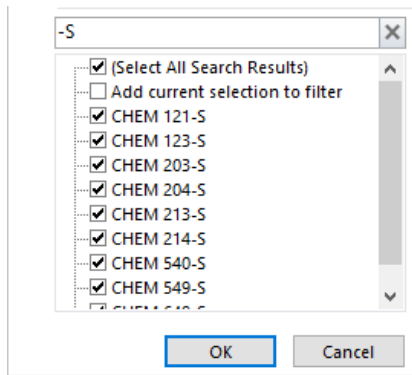 -S
(Select All Search Results)
Add current selection to filter
CHEM 121-S
CHEM 123-S
CHEM 203-S
CHEM 204-S
CHEM 213-S
CHEM 214-S
CHEM 540-S
CHEM 549-S
OK Cancel